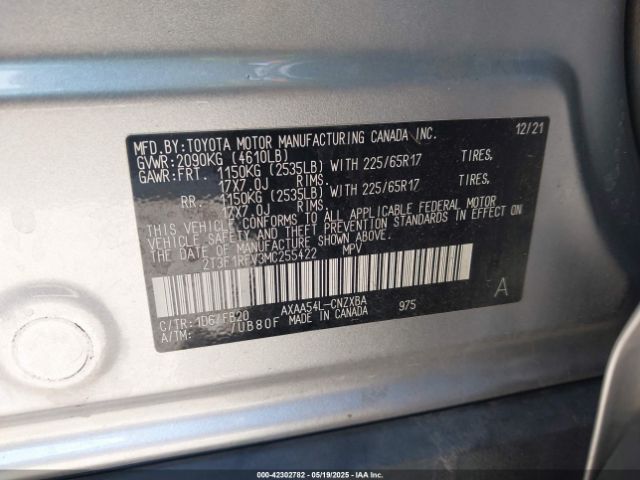 MFD.BY:TOYOTA MOTOR MANUFACTURING CANADA INC. 12/21
GVWR:2090KG (4610LB)
GAWR:FRT. 1150KG (2535LB) WITH 225/65R17 TIRES,
17X7.0J RIMS.
RR. 1150KG (2535LB) WITH 225/65R17 TIRES,
17X7.0J RIMS.
THIS VEHICLE CONFORMS TO ALL APPLICABLE FEDERAL MOTOR
VEHICLE SAFETY AND THEFT PREVENTION STANDARDS IN EFFECT ON
THE DATE OF MANUFACTURE SHOWN ABOVE.
2T3F1RFV3MC255422 MPV
C/TR:1D6/FB20 AXAA54L-CNZXBA 975 A
A/TM: /UB80F MADE IN CANADA
#000 - 42302782 - 05/19/2025 - IAAI.COM